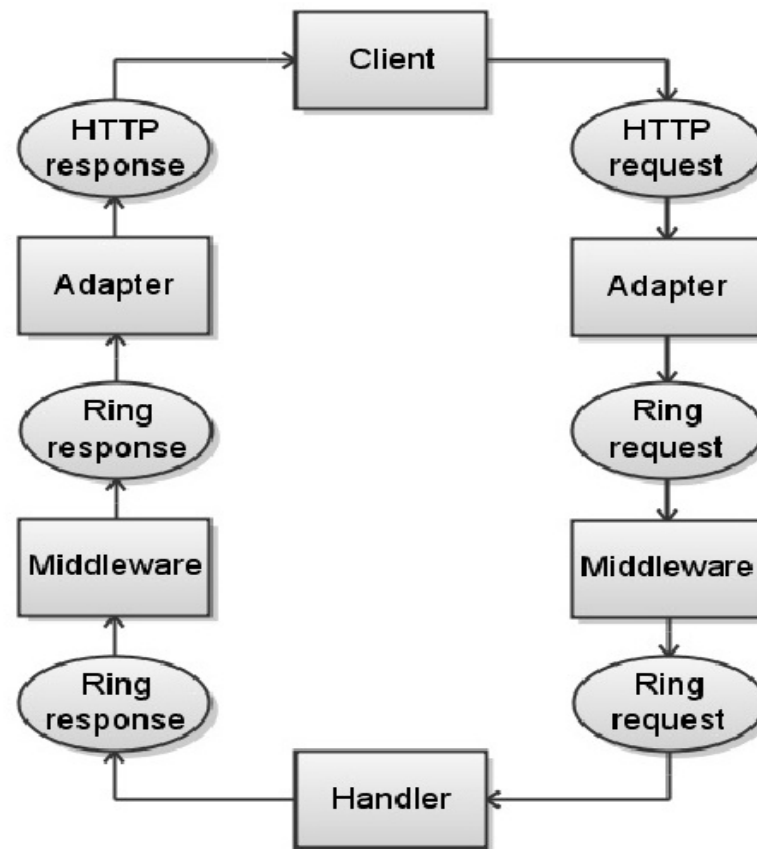 Client
HTTP
response
HTTP
request
Adapter
Adapter
Ring
response
Ring
request
Middleware
Middleware
Ring
response
Ring
request
Handler